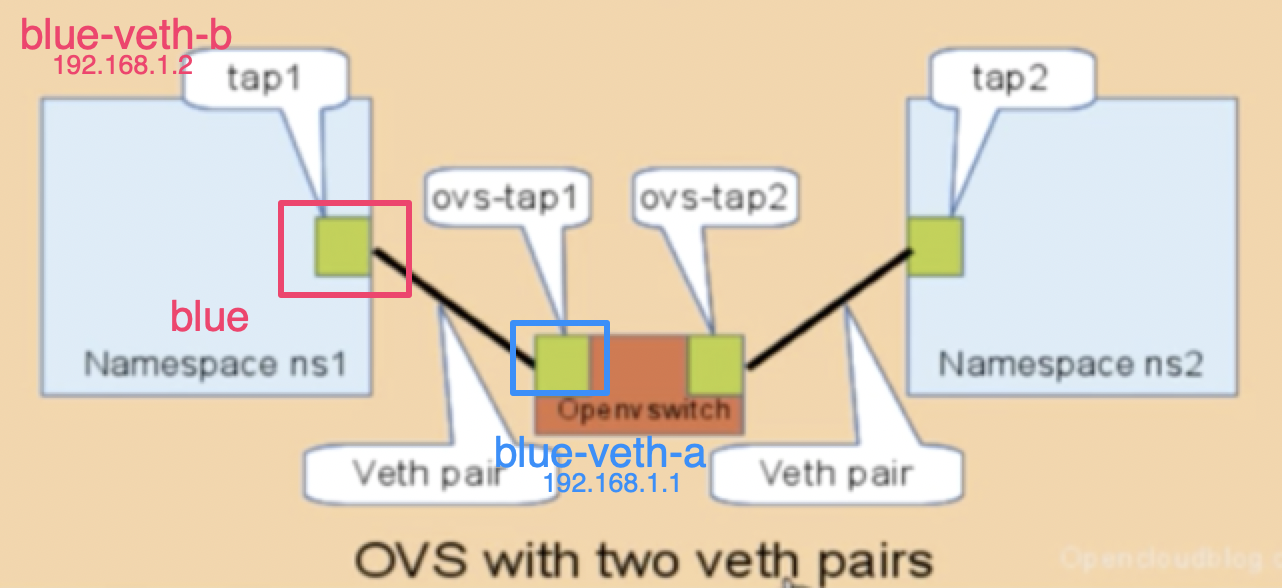 blue-veth-b
192.168.1.2
tap1
tap2
ovs-tap1
ovs-tap2
blue
Namespace ns1
Namespace ns2
Openvswitch
blue-veth-a
192.168.1.1
Veth pair
Veth pair
OVS with two veth pairs
Opencloudblog